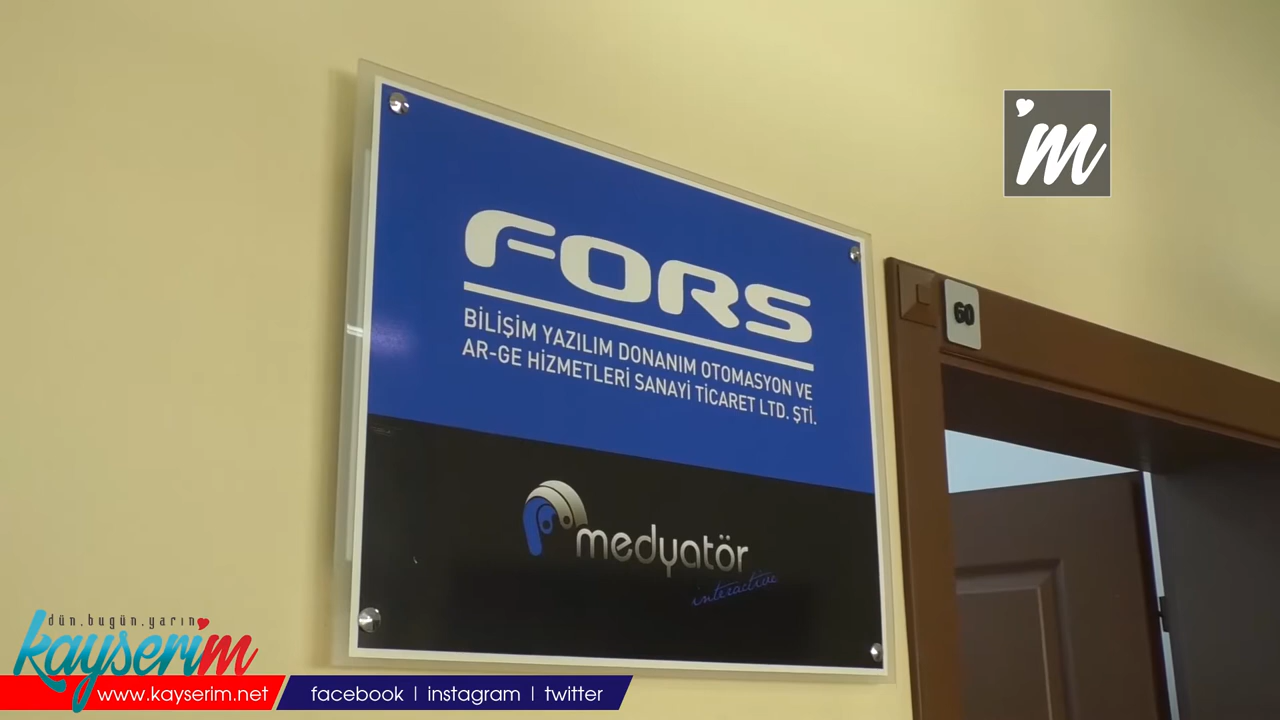 'm
FORS
BİLİŞİM YAZILIM DONANIM OTOMASYON VE
AR-GE HİZMETLERİ SANAYİ TİCARET LTD. ŞTİ.
60
medyatör
interactive
dün.bugün.yarın
kayserim
www.kayserim.net
facebook | instagram | twitter